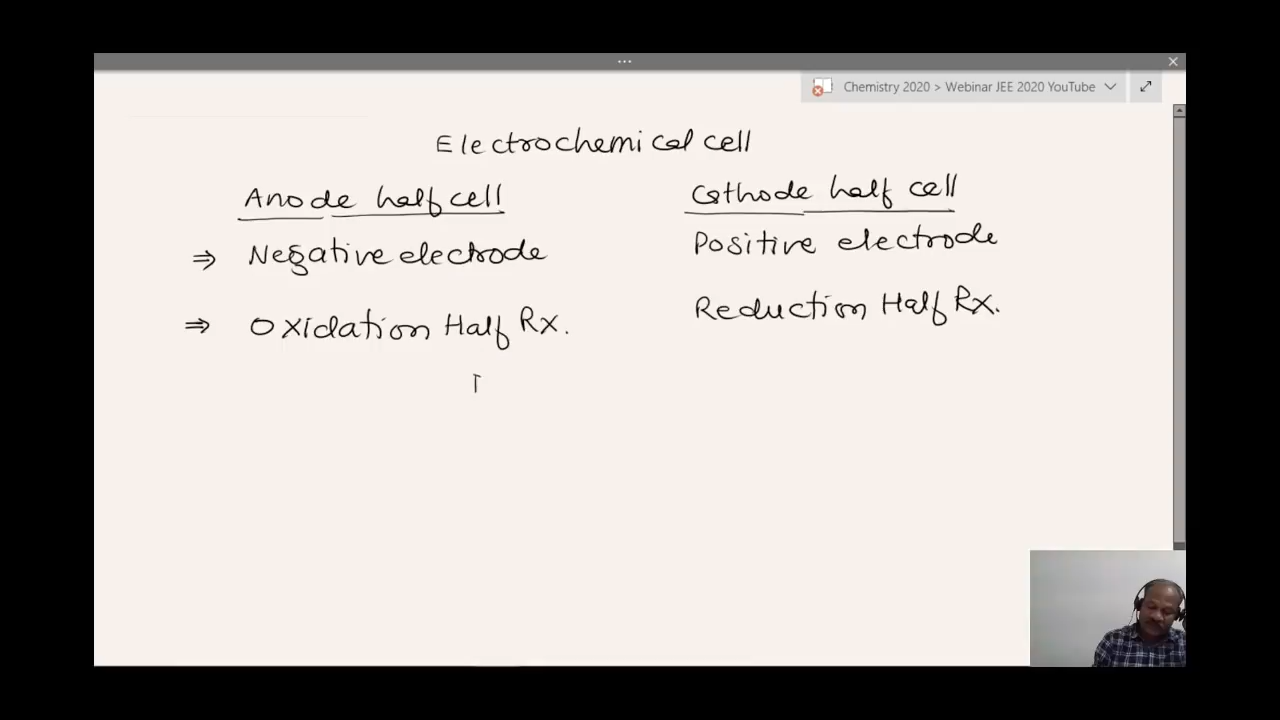 Chemistry 2020 > Webinar JEE 2020 YouTube
Electrochemical cell
Anode half cell
Cathode half cell
⇒ Negative electrode
Positive electrode
⇒ Oxidation Half Rx.
Reduction Half Rx.